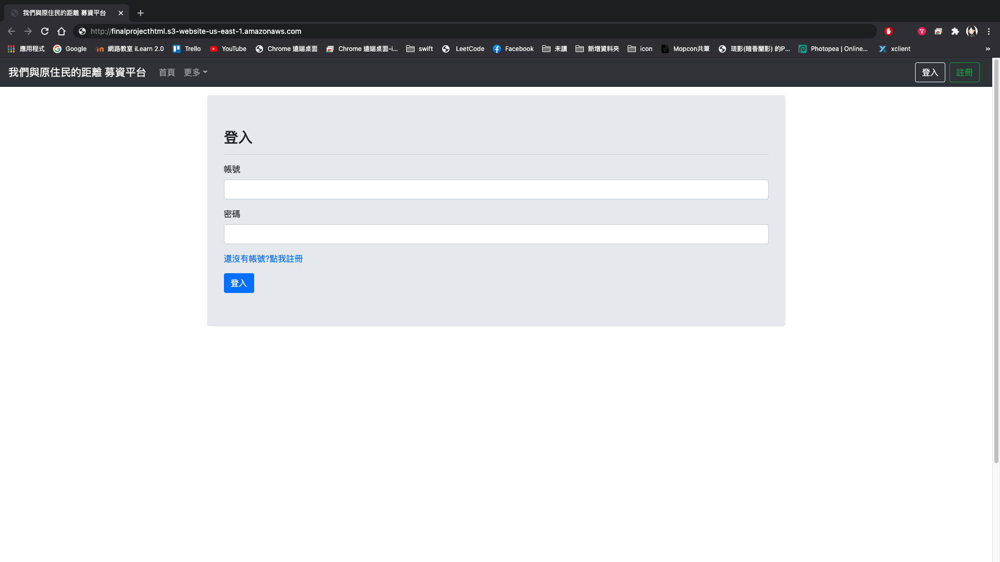 我們與原住民的距離 募資平台
http://finalprojecthtml.s3-website-us-east-1.amazonaws.com
應用程式 Google 網路教室 iLearn 2.0 Trello YouTube Chrome 遠端桌面 Chrome 遠端桌面-i... swift LeetCode Facebook 未讀 新增資料夾 icon Mopcon共筆 琉影(暗香蘭影) 的P... Photopea | Online... xclient »
我們與原住民的距離 募資平台 首頁 更多 登入 註冊
登入
帳號
密碼
還沒有帳號?點我註冊
登入